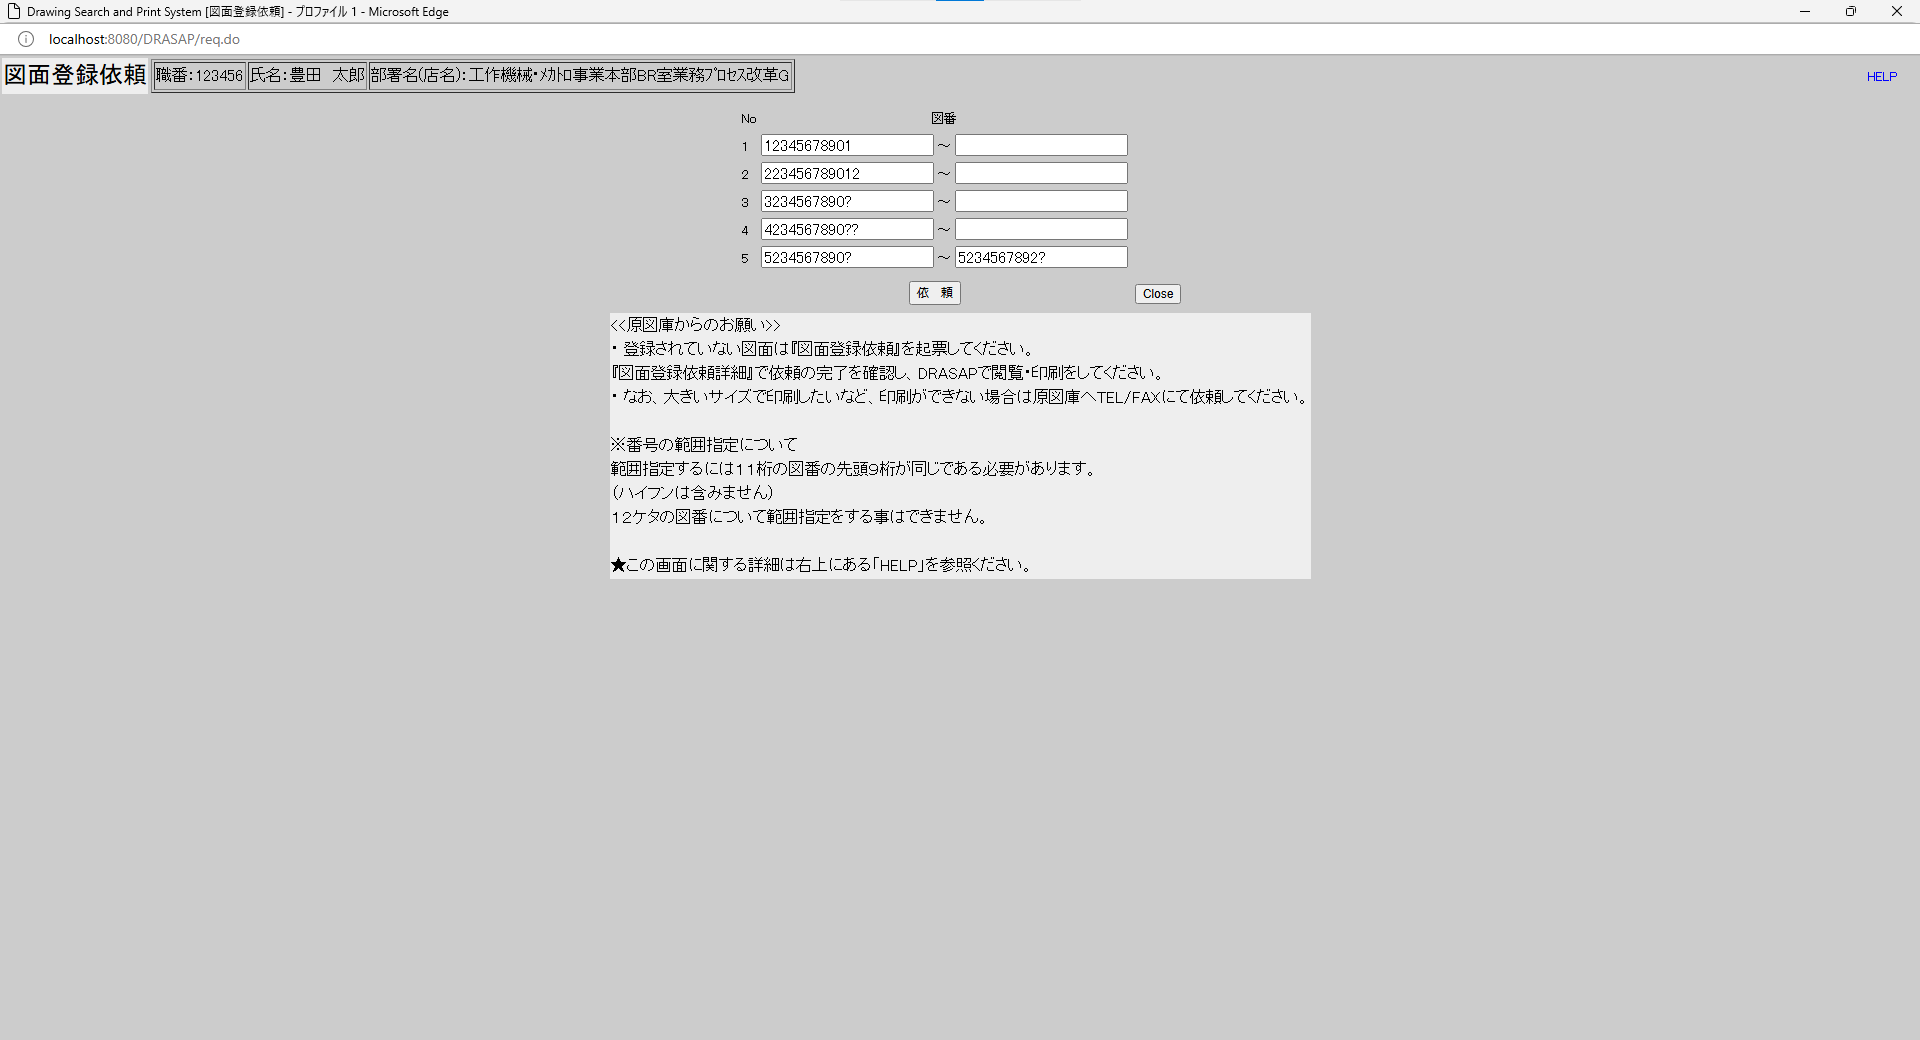 Drawing Search and Print System [図面登録依頼] - プロファイル 1 - Microsoft Edge
localhost:8080/DRASAP/req.do
図面登録依頼 職番：123456 氏名：豊田　太郎 部署名(店名)：工作機械・ﾒｶﾄﾛ事業本部BR室業務ﾌﾟﾛｾｽ改革G HELP
No 図番
1 12345678901 ～
2 223456789012 ～
3 3234567890? ～
4 4234567890?? ～
5 5234567890? ～ 5234567892?
依　頼 Close
<<原図庫からのお願い>>
・ 登録されていない図面は『図面登録依頼』を起票してください。
『図面登録依頼詳細』で依頼の完了を確認し、DRASAPで閲覧・印刷をしてください。
・ なお、大きいサイズで印刷したいなど、印刷ができない場合は原図庫へTEL/FAXにて依頼してください。
※番号の範囲指定について
範囲指定するには１１桁の図番の先頭９桁が同じである必要があります。
（ハイフンは含みません）
１２ケタの図番について範囲指定をする事はできません。
★この画面に関する詳細は右上にある「HELP」を参照ください。